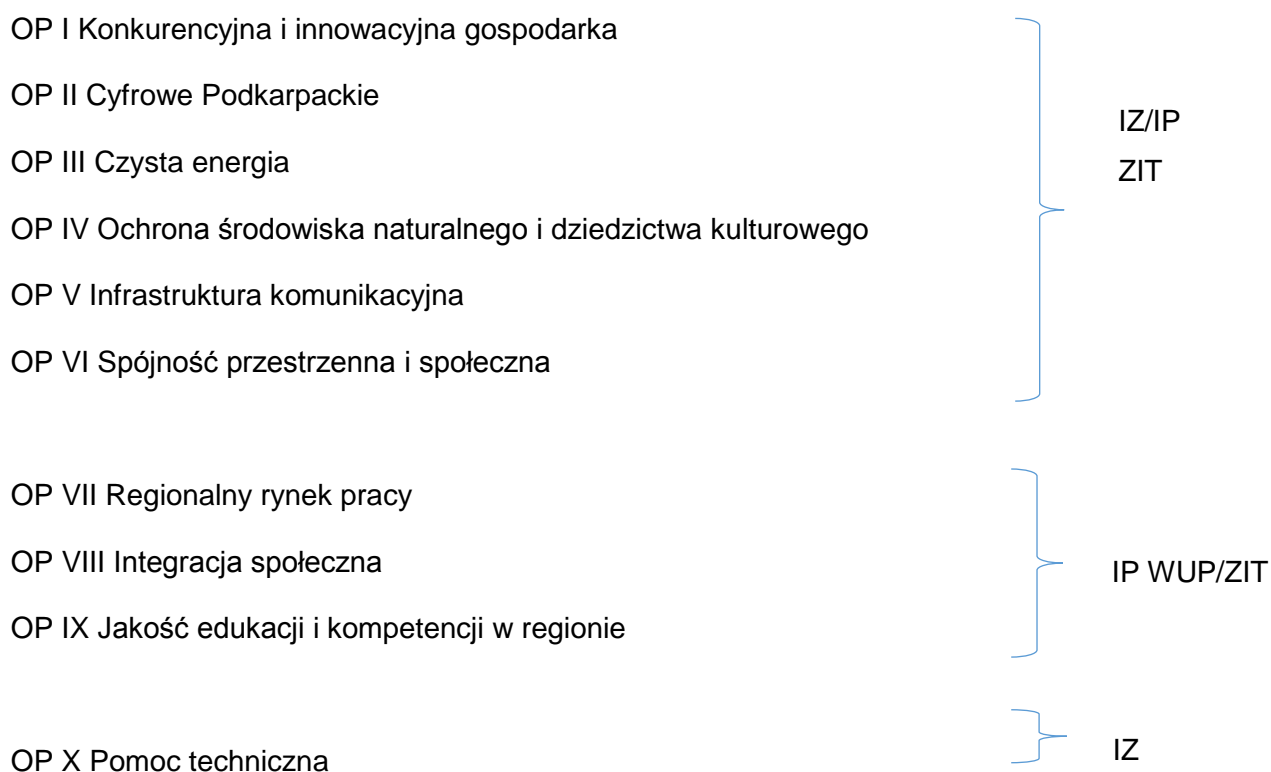 OP I Konkurencyjna i innowacyjna gospodarka
OP II Cyfrowe Podkarpackie
OP III Czysta energia
OP IV Ochrona środowiska naturalnego i dziedzictwa kulturowego
OP V Infrastruktura komunikacyjna
OP VI Spójność przestrzenna i społeczna
IZ/IP
ZIT
OP VII Regionalny rynek pracy
OP VIII Integracja społeczna
OP IX Jakość edukacji i kompetencji w regionie
IP WUP/ZIT
OP X Pomoc techniczna
IZ